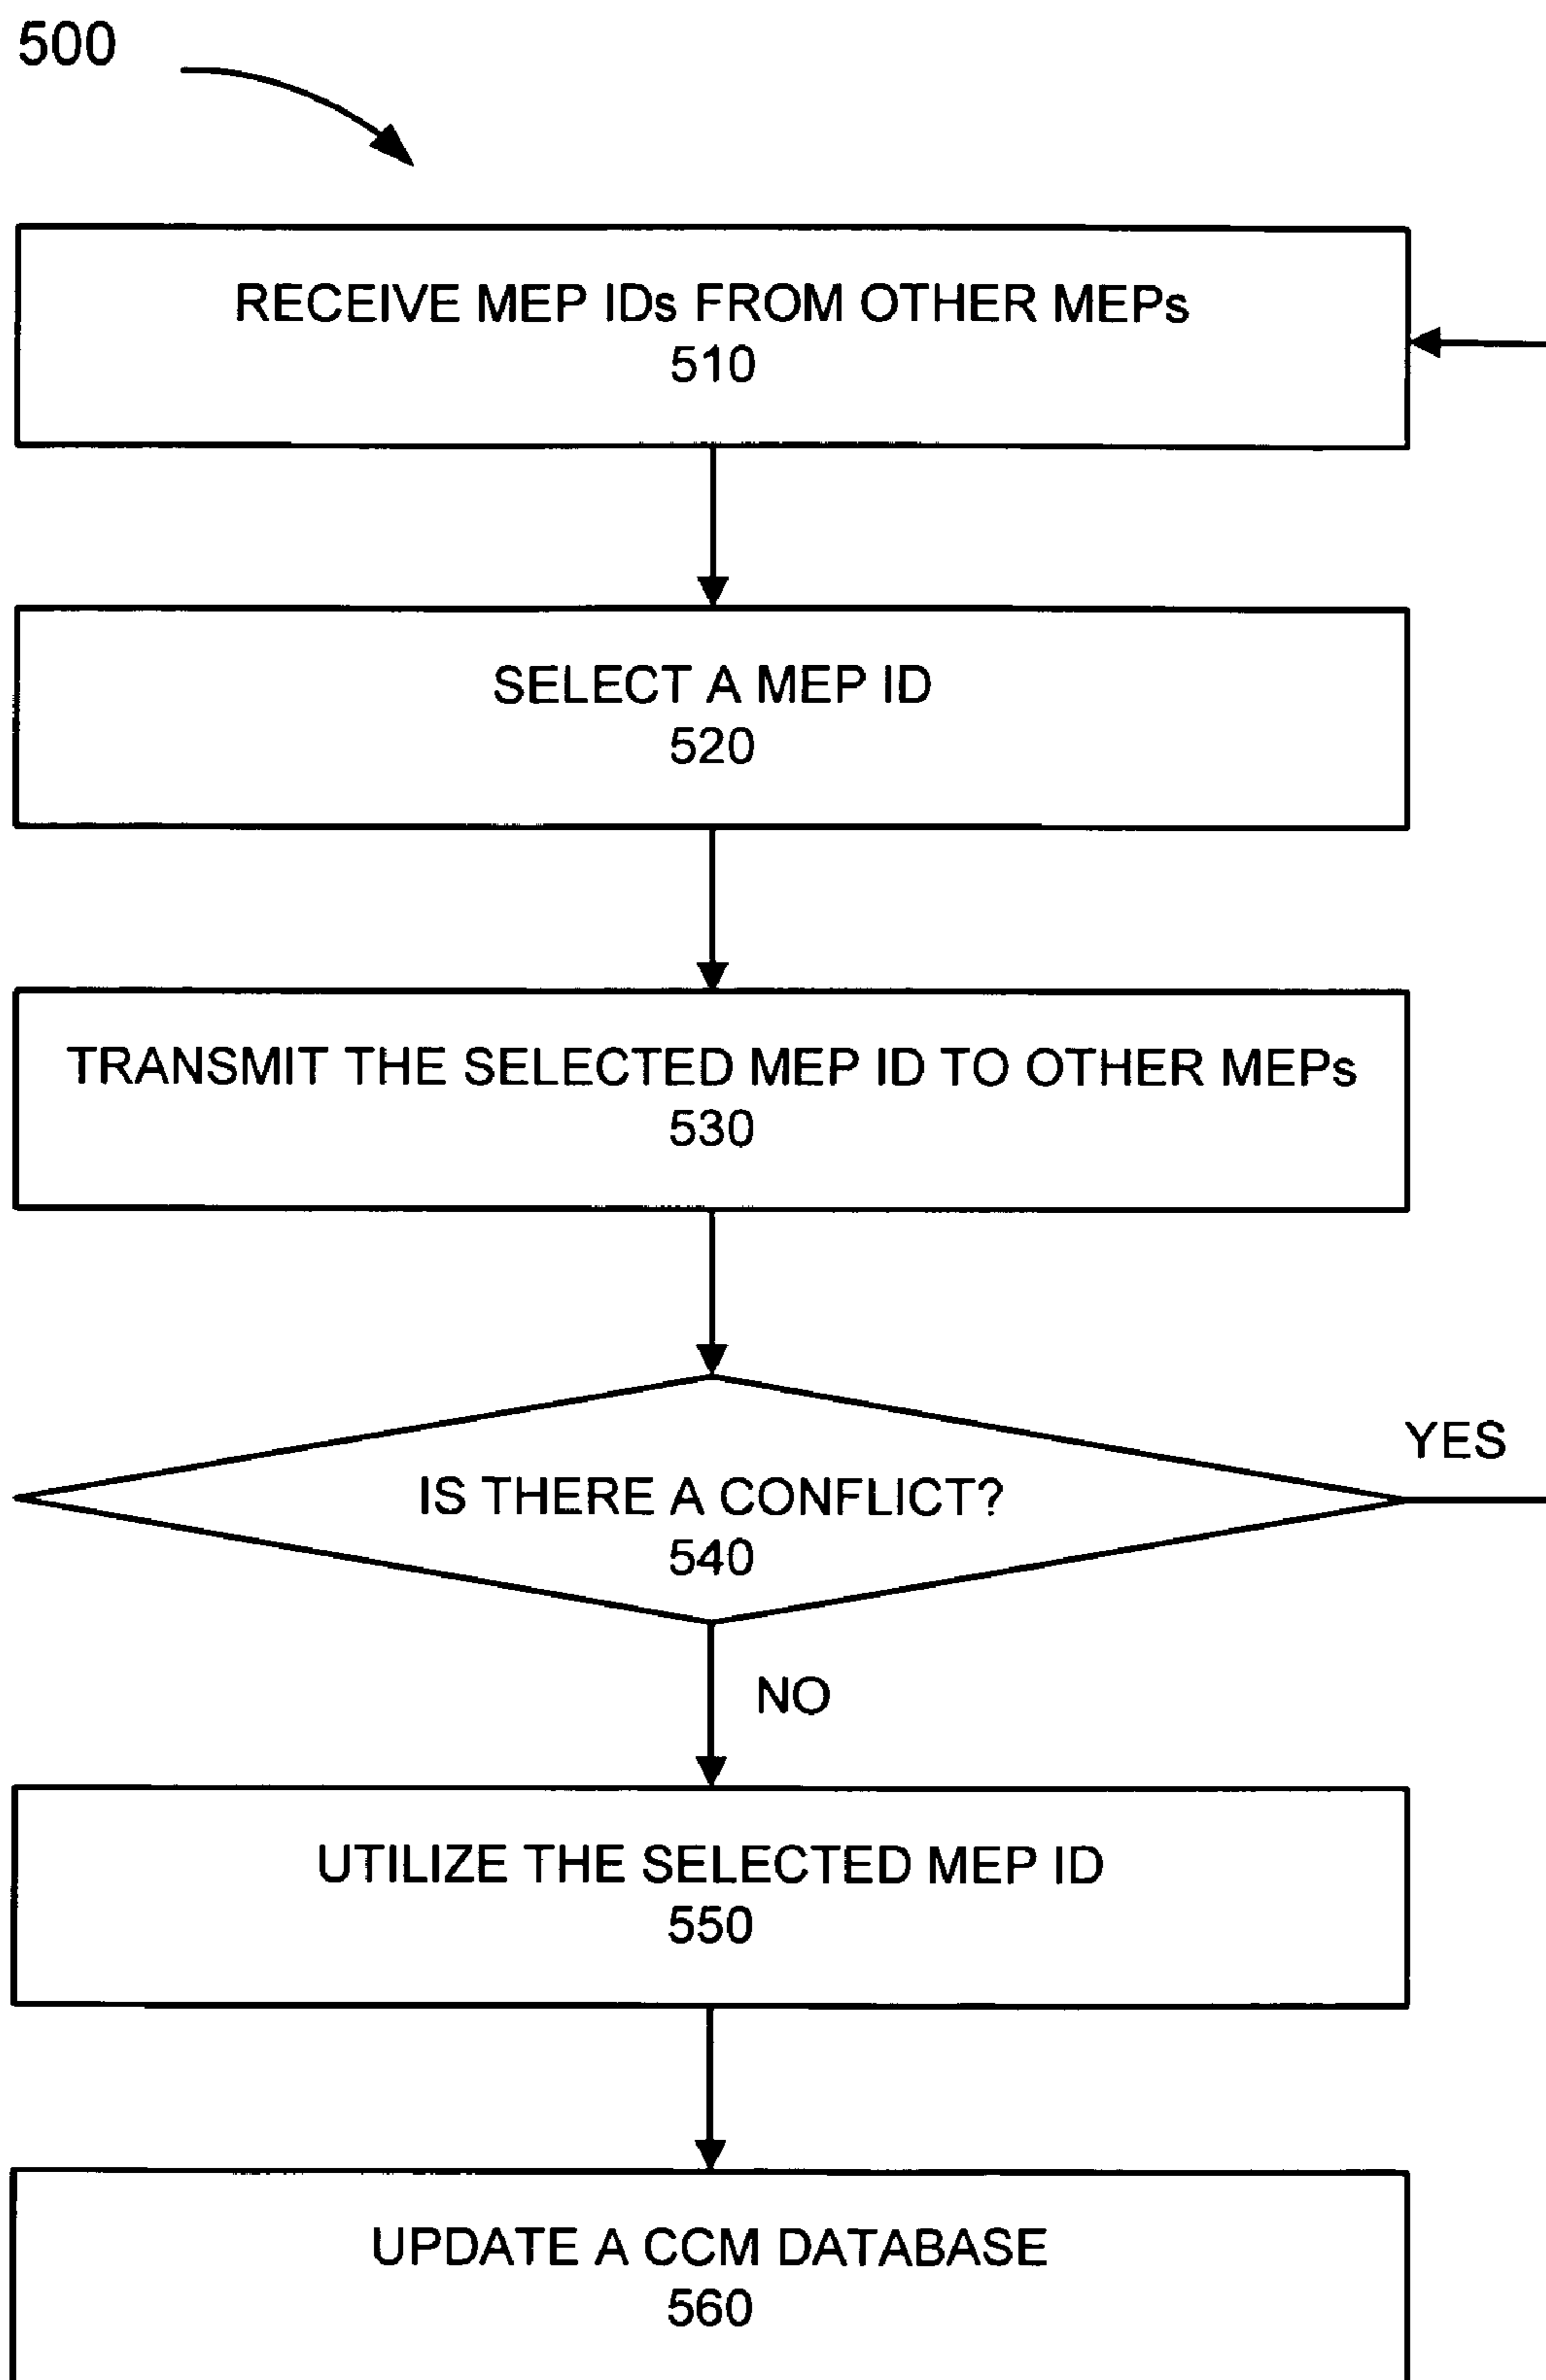 500
RECEIVE MEP IDs FROM OTHER MEPs
510
SELECT A MEP ID
520
TRANSMIT THE SELECTED MEP ID TO OTHER MEPs
530
IS THERE A CONFLICT?
540
YES
NO
UTILIZE THE SELECTED MEP ID
550
UPDATE A CCM DATABASE
560